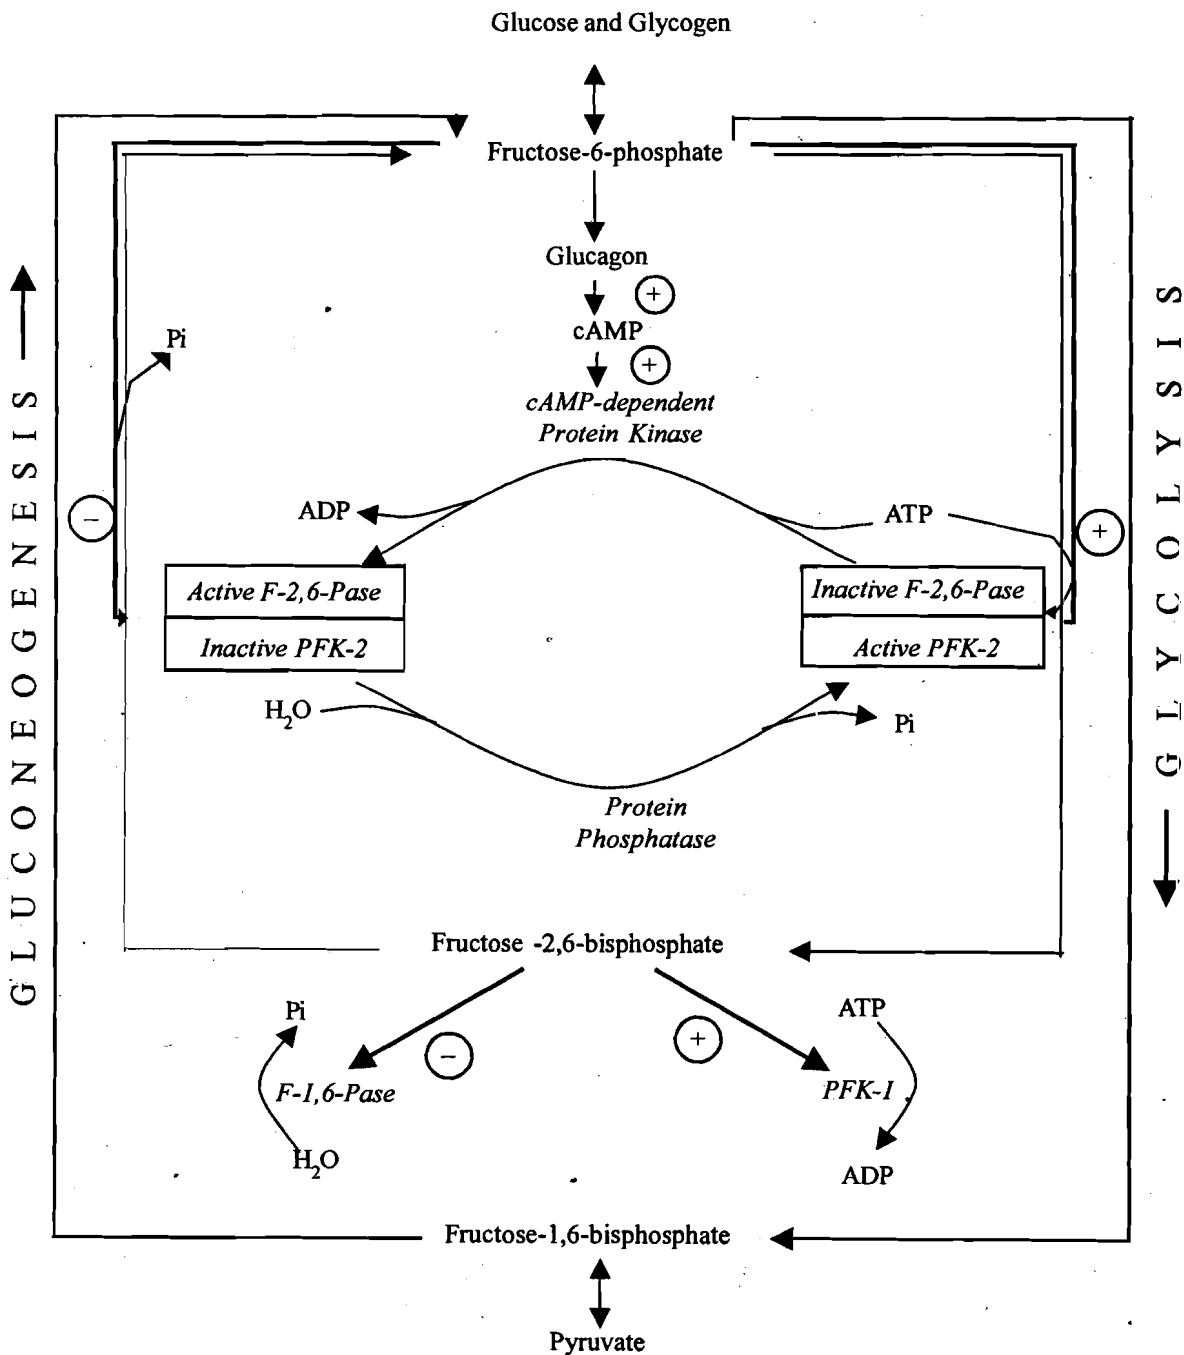 Glucose and Glycogen
Fructose-6-phosphate
Glucagon
+
cAMP
+
cAMP-dependent
Protein Kinase
Pi
GLUCONEOGENESIS
GLYCOLYSIS
−
+
ADP
ATP
Active F-2,6-Pase
Inactive PFK-2
Inactive F-2,6-Pase
Active PFK-2
H2O
Pi
Protein
Phosphatase
Fructose -2,6-bisphosphate
Pi
−
+
ATP
F-1,6-Pase
PFK-1
H2O
ADP
Fructose-1,6-bisphosphate
Pyruvate